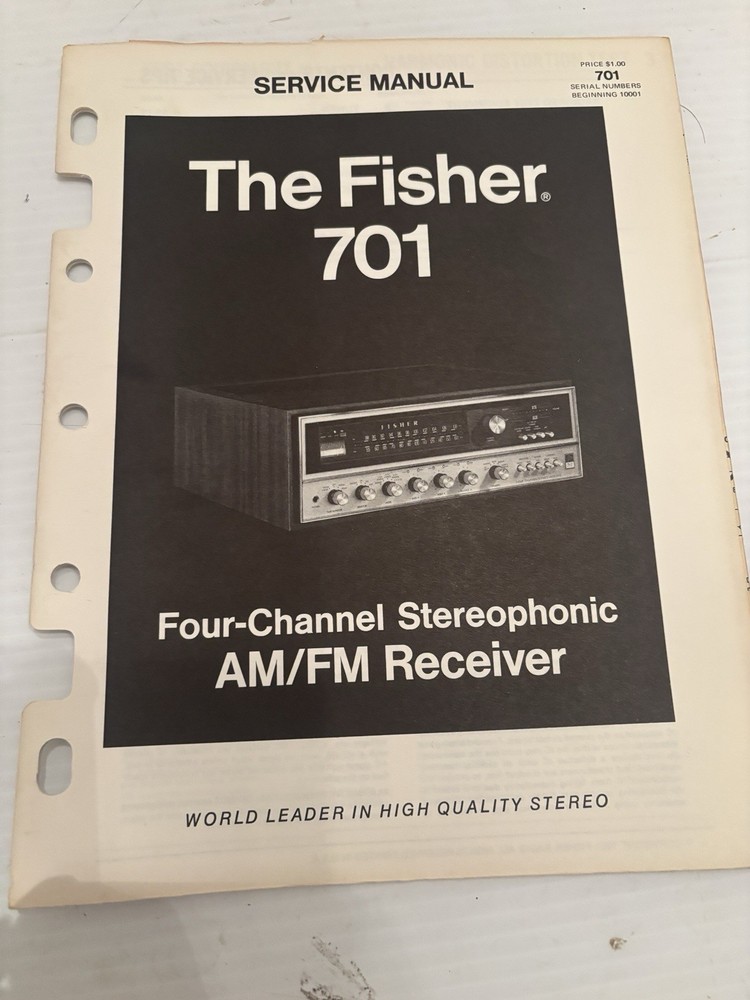 SERVICE MANUAL
PRICE $1.00
701
SERIAL NUMBERS
BEGINNING 10001
The Fisher®
701
FISHER
Four-Channel Stereophonic
AM/FM Receiver
WORLD LEADER IN HIGH QUALITY STEREO